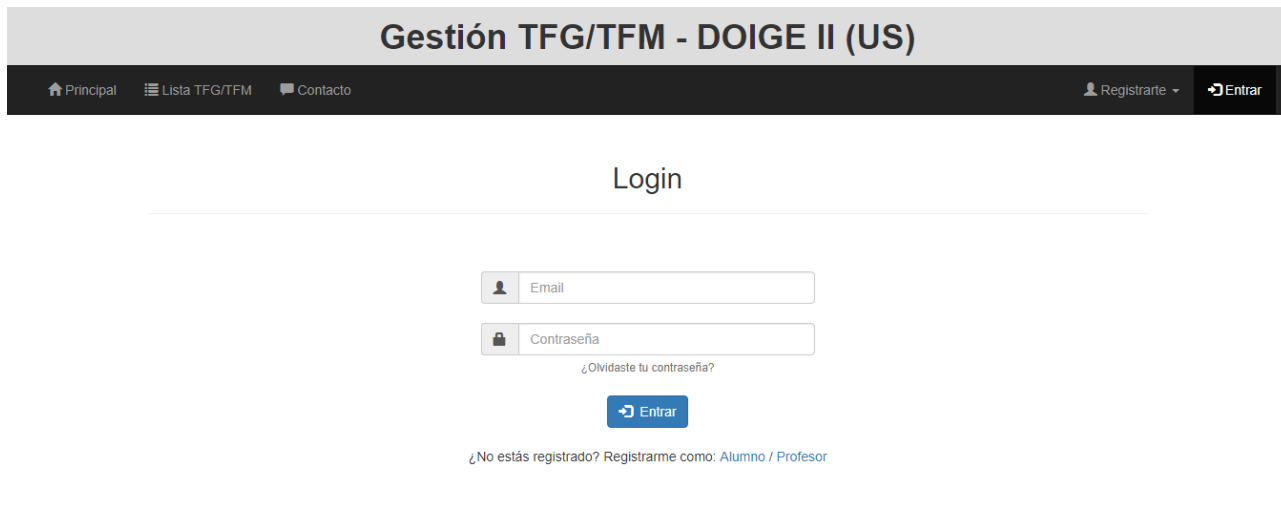 Gestión TFG/TFM - DOIGE II (US)
Principal Lista TFG/TFM Contacto Registrarte Entrar
Login
Email
Contraseña
¿Olvidaste tu contraseña?
Entrar
¿No estás registrado? Registrarme como: Alumno / Profesor